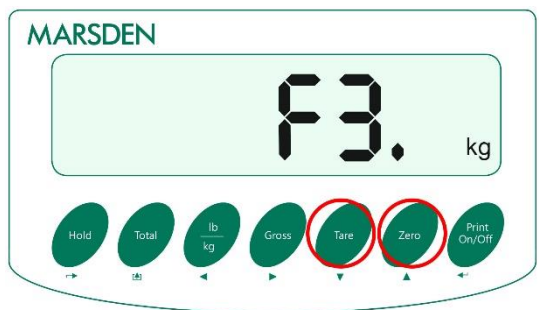 MARSDEN
F3.
kg
Hold
Total
lb
kg
Gross
Tare
Zero
Print
On/Off